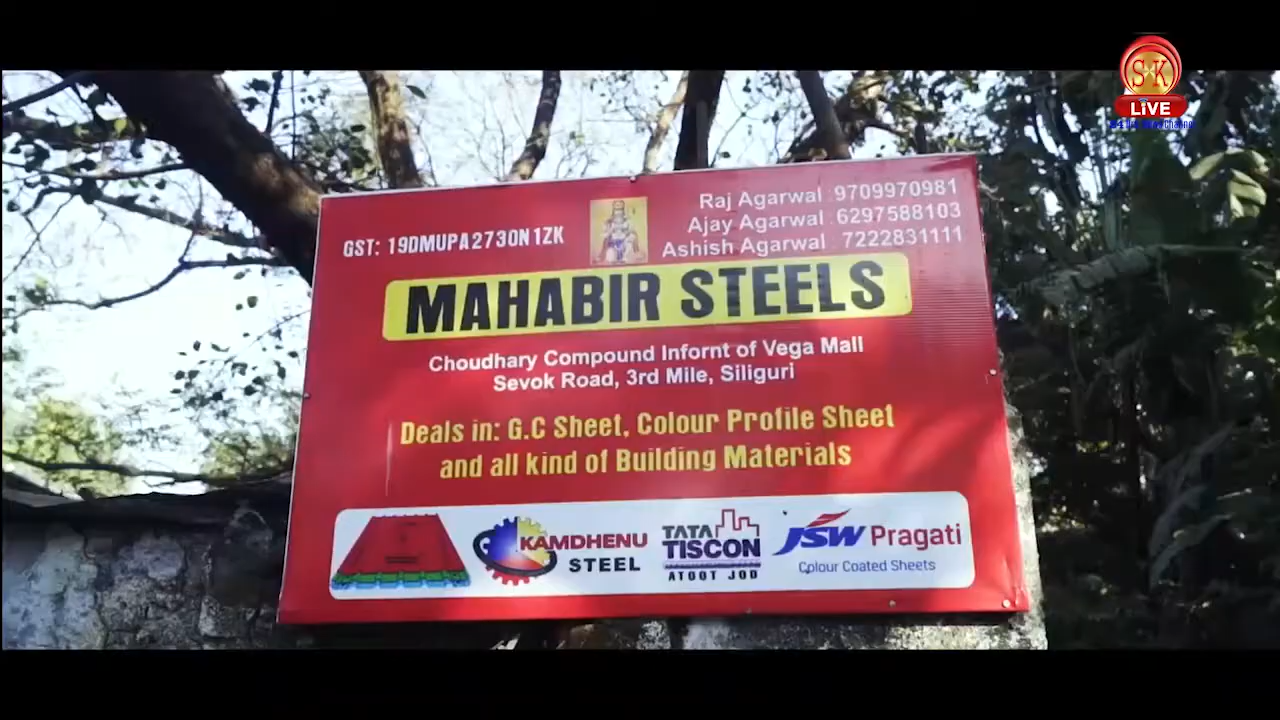 S K
LIVE
Raj Agarwal : 9709970981
Ajay Agarwal : 6297588103
Ashish Agarwal : 7222831111
GST: 19DMUPA2730N1ZK
MAHABIR STEELS
Choudhary Compound Infornt of Vega Mall
Sevok Road, 3rd Mile, Siliguri
Deals in: G.C Sheet, Colour Profile Sheet
and all kind of Building Materials
KAMDHENU
STEEL
TATA
TISCON
ATOOT JOD
JSW Pragati
Colour Coated Sheets